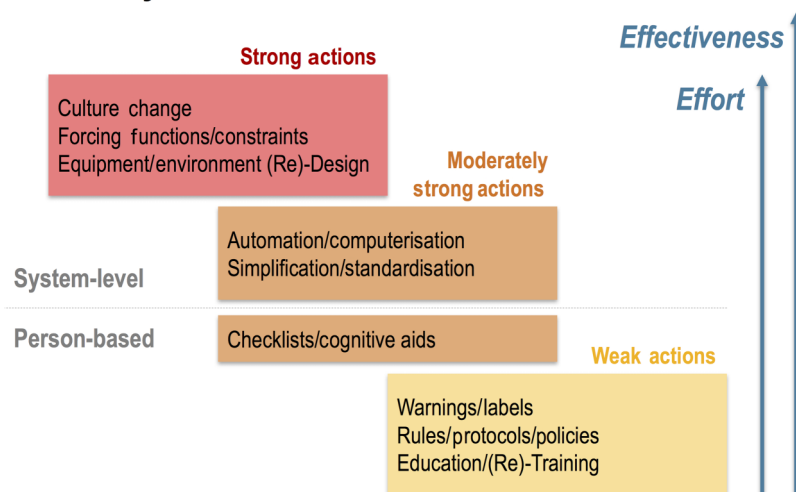 Effectiveness
Strong actions
Effort
Culture change
Forcing functions/constraints
Equipment/environment (Re)-Design
Moderately
strong actions
Automation/computerisation
Simplification/standardisation
System-level
Person-based
Checklists/cognitive aids
Weak actions
Warnings/labels
Rules/protocols/policies
Education/(Re)-Training